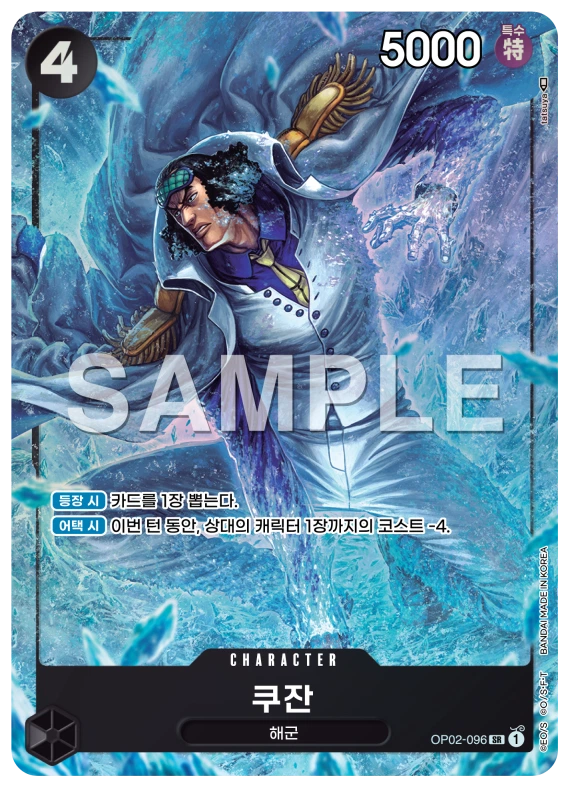 4
5000
특수
特
Tatsuya
SAMPLE
등장 시 카드를 1장 뽑는다.
어택 시 이번 턴 동안, 상대의 캐릭터 1장까지의 코스트 -4.
BANDAI MADE IN KOREA
©E.O/S ©O/S·F·T
CHARACTER
쿠잔
해군
OP02-096 SR 1